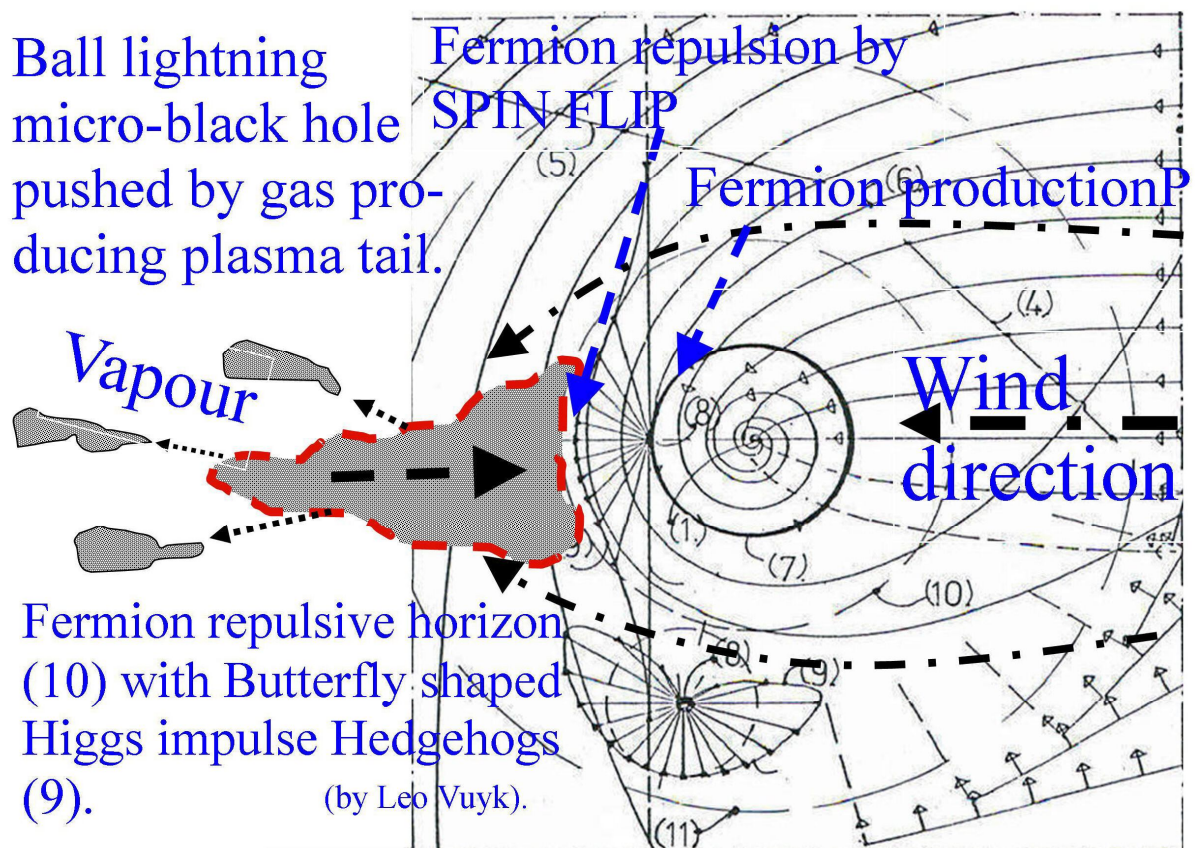 Ball lightning
micro-black hole
pushed by gas pro-
ducing plasma tail.
Fermion repulsion by
SPIN FLIP
(5)
(6)
Fermion productionP
(4)
Vapour
Wind
direction
(8)
(1.)
(7)
(10)
Fermion repulsive horizon
(10) with Butterfly shaped
Higgs impulse Hedgehogs
(9).
(by Leo Vuyk).
(8)
(9)
(11)